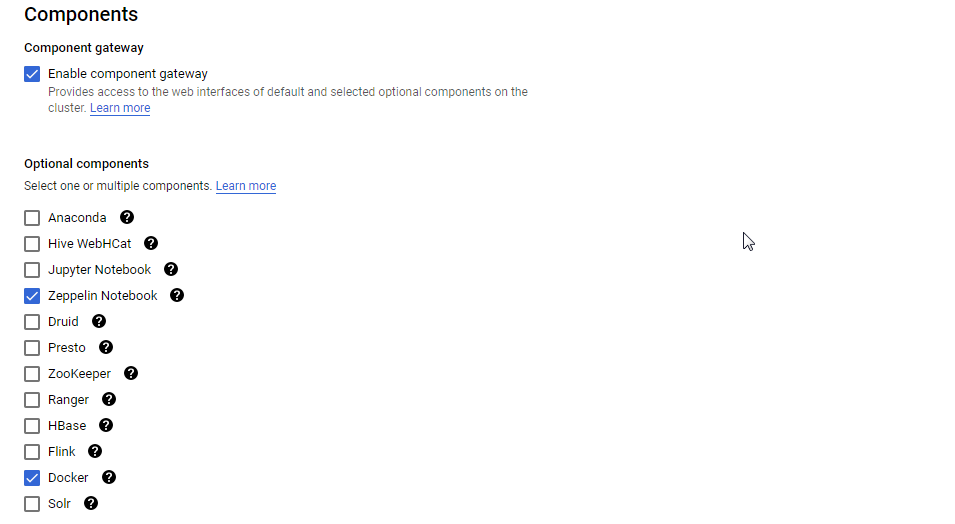 Components
Component gateway
Enable component gateway
Provides access to the web interfaces of default and selected optional components on the
cluster. Learn more
Optional components
Select one or multiple components. Learn more
Anaconda ?
Hive WebHCat ?
Jupyter Notebook ?
Zeppelin Notebook ?
Druid ?
Presto ?
ZooKeeper ?
Ranger ?
HBase ?
Flink ?
Docker ?
Solr ?